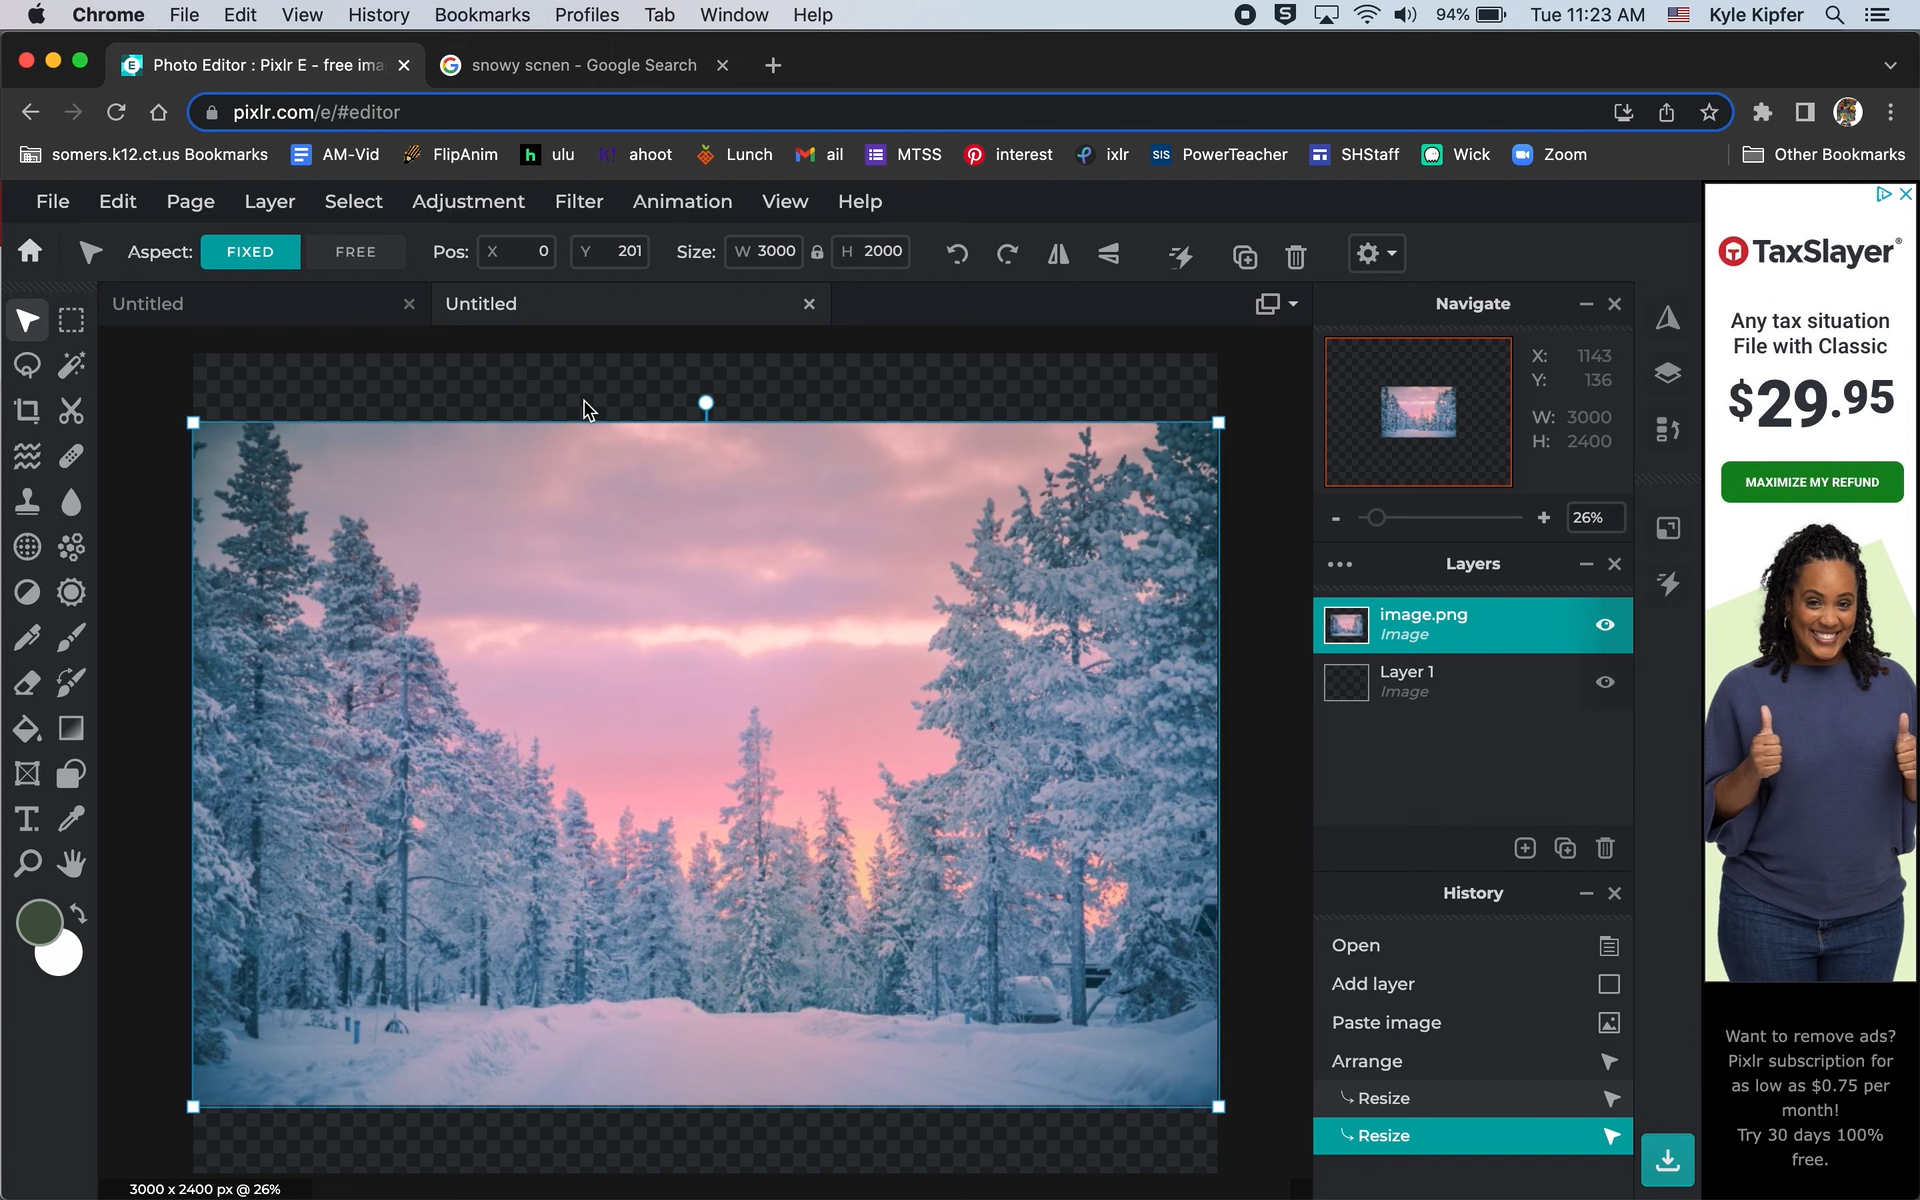 Chrome File Edit View History Bookmarks Profiles Tab Window Help
94% Tue 11:23 AM Kyle Kipfer
Photo Editor : Pixlr E - free ima
snowy scnen - Google Search
pixlr.com/e/#editor
somers.k12.ct.us Bookmarks AM-Vid FlipAnim ulu ahoot Lunch ail MTSS interest ixlr PowerTeacher SHStaff Wick Zoom Other Bookmarks
File Edit Page Layer Select Adjustment Filter Animation View Help
Aspect: FIXED FREE Pos: X 0 Y 201 Size: W 3000 H 2000
Untitled
Untitled
Navigate
X: 1143
Y: 136
W: 3000
H: 2400
26%
Layers
image.png
Image
Layer 1
Image
History
Open
Add layer
Paste image
Arrange
Resize
Resize
3000 x 2400 px @ 26%
TaxSlayer®
Any tax situation
File with Classic
$29.95
MAXIMIZE MY REFUND
Want to remove ads?
Pixlr subscription for
as low as $0.75 per
month!
Try 30 days 100%
free.